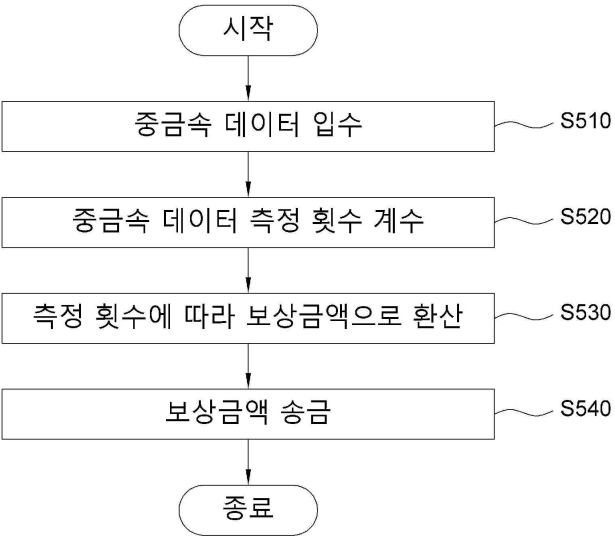 시작
중금속 데이터 입수 S510
중금속 데이터 측정 횟수 계수 S520
측정 횟수에 따라 보상금액으로 환산 S530
보상금액 송금 S540
종료